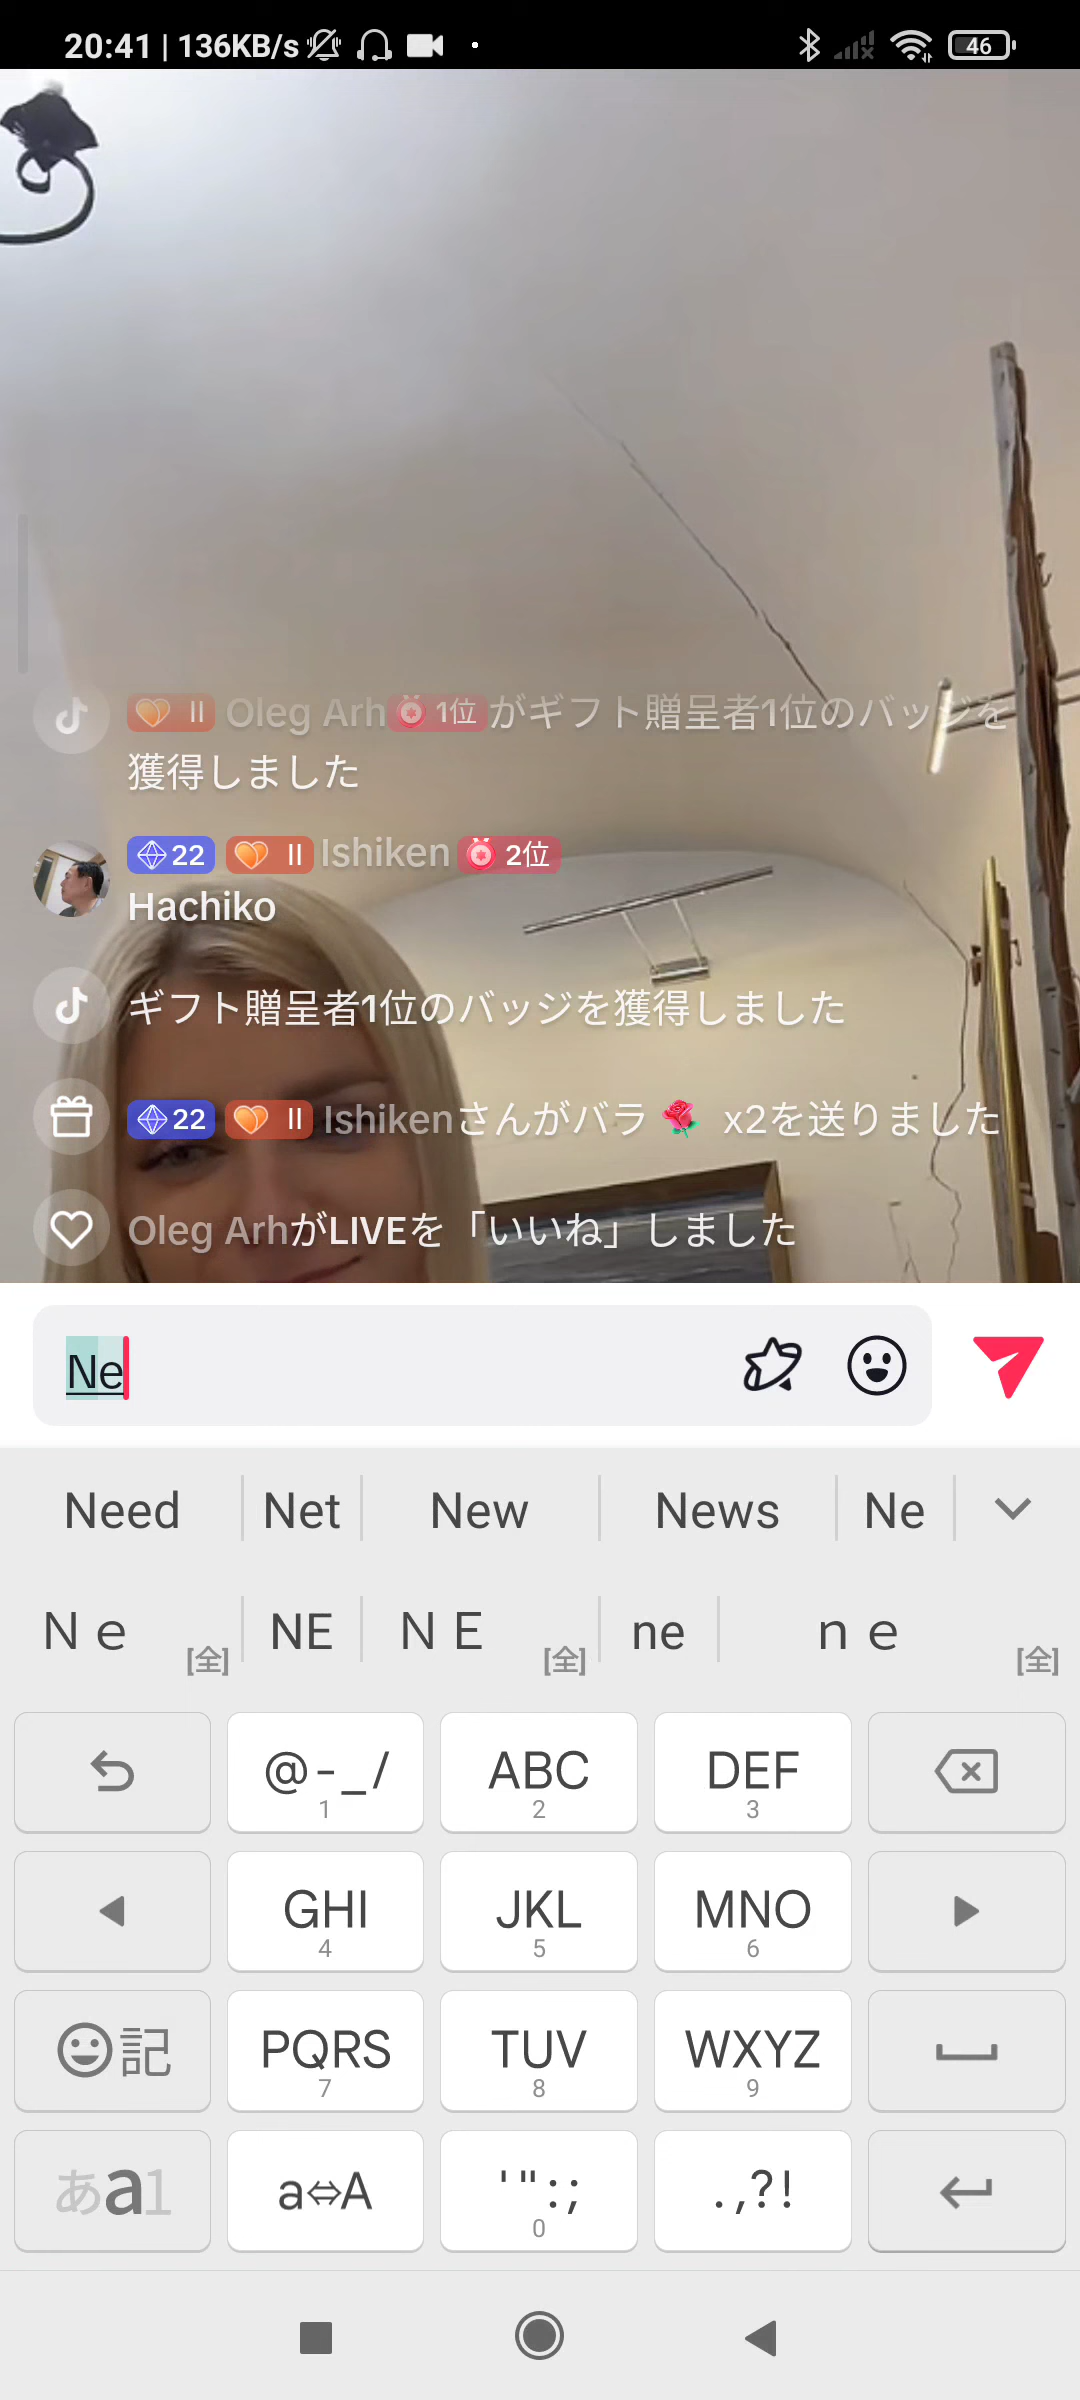 20:41 | 136KB/s 46
II Oleg Arh 1位 がギフト贈呈者1位のバッジを
獲得しました
22 II Ishiken 2位
Hachiko
ギフト贈呈者1位のバッジを獲得しました
22 II Ishikenさんがバラ x2を送りました
Oleg ArhがLIVEを「いいね」しました
Ne
Need Net New News Ne
Ｎｅ [全] NE ＮＥ [全] ne ｎｅ [全]
@-_/ ABC DEF
1 2 3
GHI JKL MNO
4 5 6
記 PQRS TUV WXYZ
7 8 9
あa1 a⇔A '":; .,?!
0